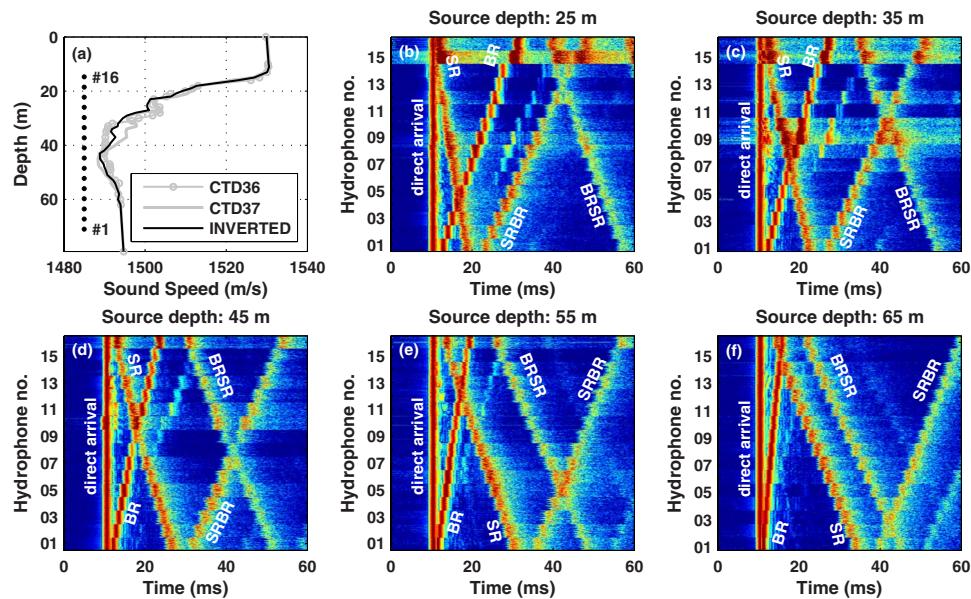 Source depth: 25 m
Source depth: 35 m
0
20
40
60
Depth (m)
(a)
#16
#1
CTD36
CTD37
INVERTED
1480
1500
1520
1540
Sound Speed (m/s)
Hydrophone no.
15
13
11
09
07
05
03
01
(b)
direct arrival
SR
BR
SRBR
BRSR
0
20
40
60
Time (ms)
Hydrophone no.
15
13
11
09
07
05
03
01
(c)
direct arrival
SR
BR
SRBR
BRSR
0
20
40
60
Time (ms)
Source depth: 45 m
Source depth: 55 m
Source depth: 65 m
Hydrophone no.
15
13
11
09
07
05
03
01
(d)
direct arrival
SR
BR
BRSR
SRBR
0
20
40
60
Time (ms)
Hydrophone no.
15
13
11
09
07
05
03
01
(e)
direct arrival
BR
SR
BRSR
SRBR
0
20
40
60
Time (ms)
Hydrophone no.
15
13
11
09
07
05
03
01
(f)
direct arrival
BR
SR
BRSR
SRBR
0
20
40
60
Time (ms)